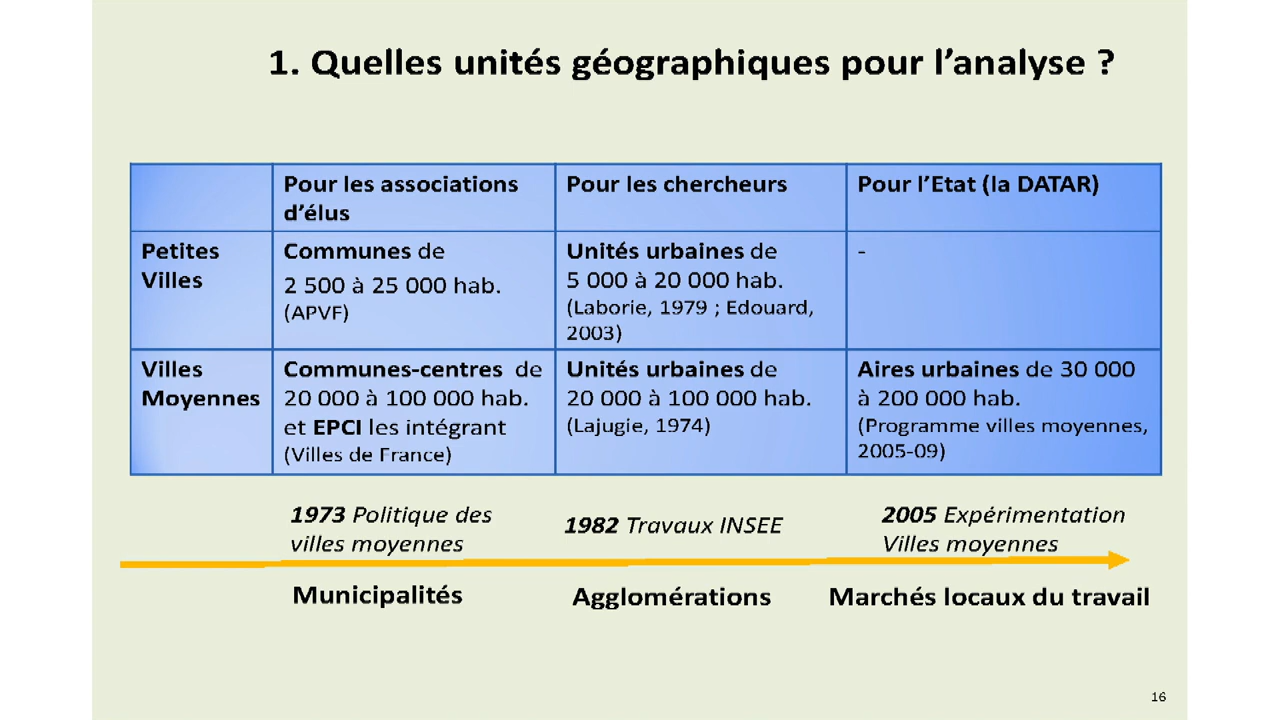 1. Quelles unités géographiques pour l’analyse ?
Pour les associations
d’élus
Pour les chercheurs
Pour l’Etat (la DATAR)
Petites
Villes
Communes de
2 500 à 25 000 hab.
(APVF)
Unités urbaines de
5 000 à 20 000 hab.
(Laborie, 1979 ; Edouard,
2003)
-
Villes
Moyennes
Communes-centres de
20 000 à 100 000 hab.
et EPCI les intégrant
(Villes de France)
Unités urbaines de
20 000 à 100 000 hab.
(Lajugie, 1974)
Aires urbaines de 30 000
à 200 000 hab.
(Programme villes moyennes,
2005-09)
1973 Politique des
villes moyennes
1982 Travaux INSEE
2005 Expérimentation
Villes moyennes
Municipalités
Agglomérations
Marchés locaux du travail
16